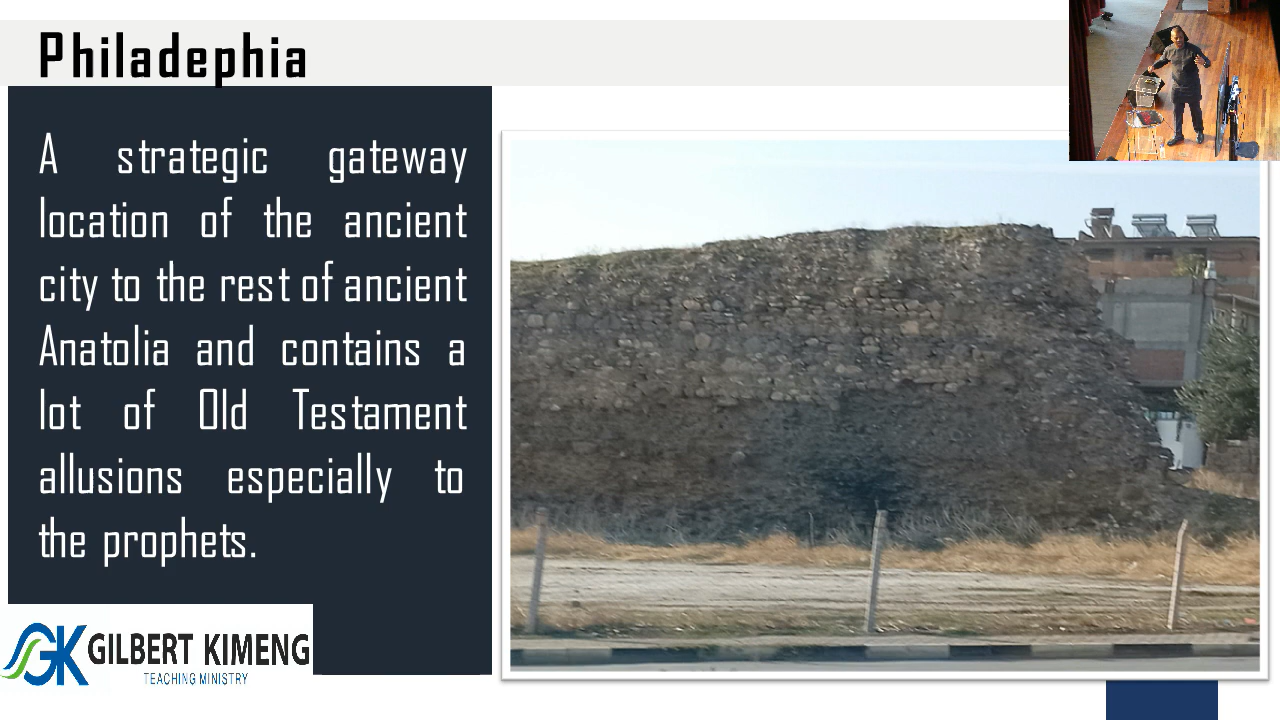 Philadephia
A strategic gateway
location of the ancient
city to the rest of ancient
Anatolia and contains a
lot of Old Testament
allusions especially to
the prophets.
GK GILBERT KIMENG
TEACHING MINISTRY